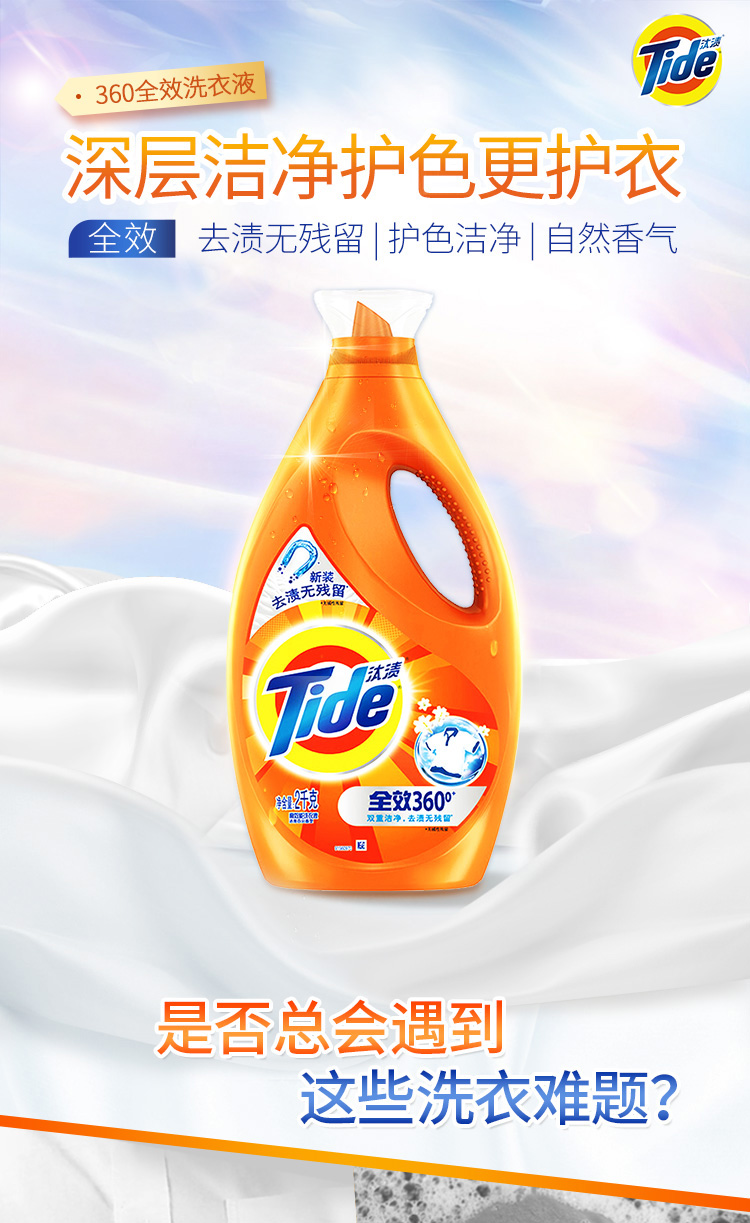 Tide 汰渍
· 360全效洗衣液
深层洁净护色更护衣
全效 去渍无残留|护色洁净|自然香气
新装
去渍无残留
Tide 汰渍
净含量:2千克
全效360°
双重洁净,去渍无残留
是否总会遇到
这些洗衣难题?